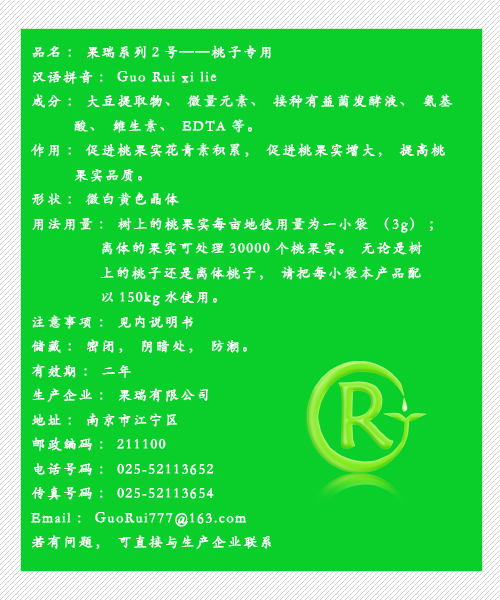 品名： 果瑞系列2号——桃子专用
汉语拼音： Guo Rui xi lie
成分： 大豆提取物、 微量元素、 接种有益菌发酵液、 氨基
酸、 维生素、 EDTA 等。
作用： 促进桃果实花青素积累， 促进桃果实增大， 提高桃
果实品质。
形状： 微白黄色晶体
用法用量： 树上的桃果实每亩地使用量为一小袋 （3g）；
离体的果实可处理 30000 个桃果实。 无论是树
上的桃子还是离体桃子， 请把每小袋本产品配
以 150kg 水使用。
注意事项： 见内说明书
储藏： 密闭， 阴暗处， 防潮。
有效期： 二年
生产企业： 果瑞有限公司
地址： 南京市江宁区
邮政编码： 211100
电话号码： 025-52113652
传真号码： 025-52113654
Email： GuoRui777@163.com
若有问题， 可直接与生产企业联系
R